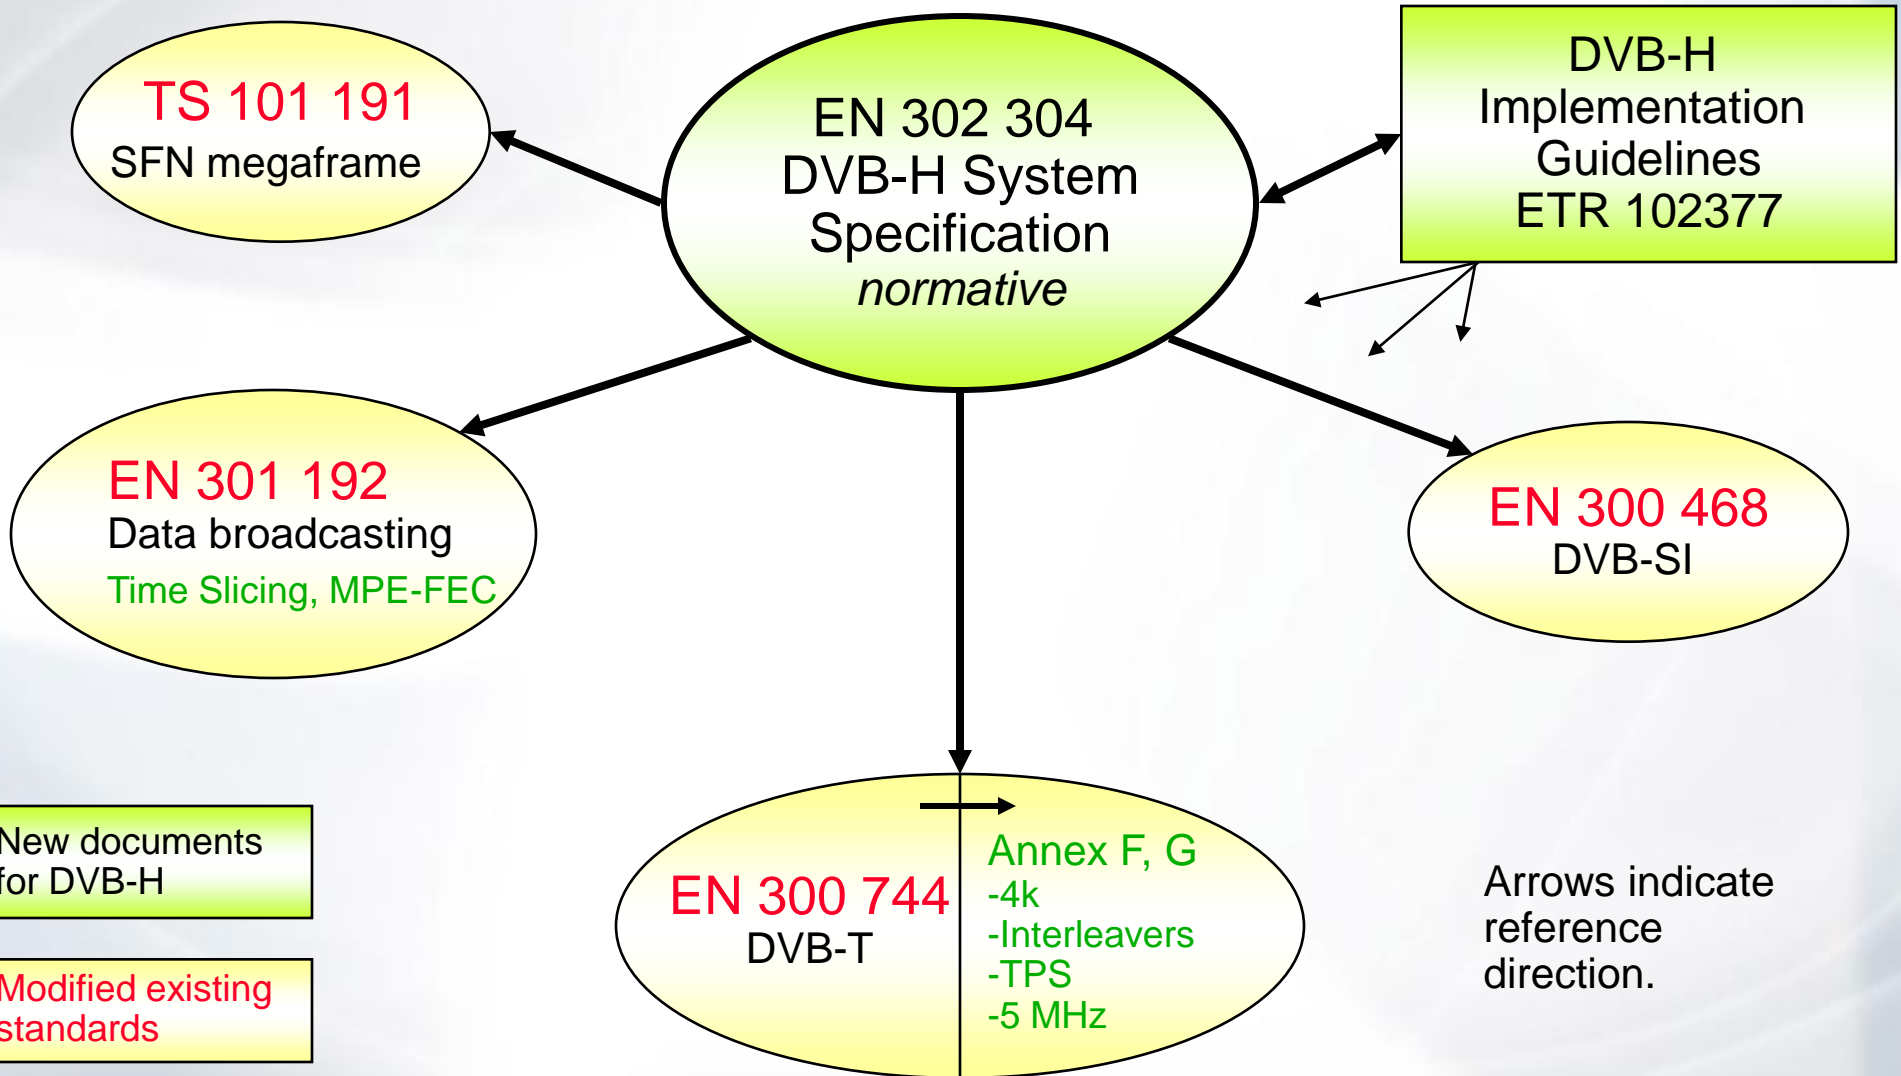 TS 101 191
SFN megaframe
EN 302 304
DVB-H System
Specification
normative
DVB-H
Implementation
Guidelines
ETR 102377
EN 301 192
Data broadcasting
Time Slicing, MPE-FEC
EN 300 468
DVB-SI
New documents
for DVB-H
Modified existing
standards
EN 300 744
DVB-T
Annex F, G
-4k
-Interleavers
-TPS
-5 MHz
Arrows indicate
reference
direction.